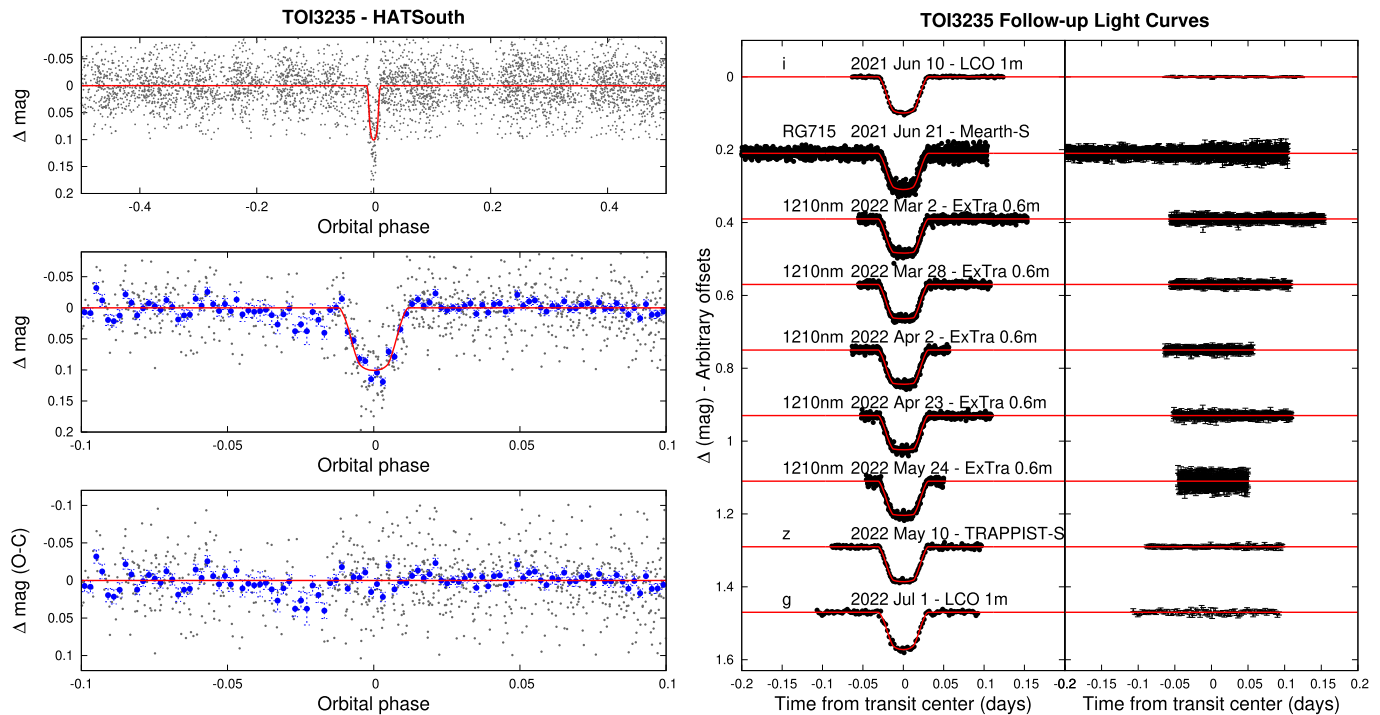 TOI3235 - HATSouth
Δ mag
-0.05
0
0.05
0.1
0.15
0.2
-0.4 -0.2 0 0.2 0.4
Orbital phase
Δ mag
-0.05
0
0.05
0.1
0.15
0.2
-0.1 -0.05 0 0.05 0.1
Orbital phase
Δ mag (O-C)
-0.1
-0.05
0
0.05
0.1
-0.1 -0.05 0 0.05 0.1
Orbital phase
TOI3235 Follow-up Light Curves
Δ (mag) - Arbitrary offsets
0
0.2
0.4
0.6
0.8
1
1.2
1.4
1.6
i 2021 Jun 10 - LCO 1m
RG715 2021 Jun 21 - Mearth-S
1210nm 2022 Mar 2 - ExTra 0.6m
1210nm 2022 Mar 28 - ExTra 0.6m
1210nm 2022 Apr 2 - ExTra 0.6m
1210nm 2022 Apr 23 - ExTra 0.6m
1210nm 2022 May 24 - ExTra 0.6m
z 2022 May 10 - TRAPPIST-S
g 2022 Jul 1 - LCO 1m
-0.2 -0.15 -0.1 -0.05 0 0.05 0.1 0.15 0.2
Time from transit center (days)
-0.2 -0.15 -0.1 -0.05 0 0.05 0.1 0.15 0.2
Time from transit center (days)